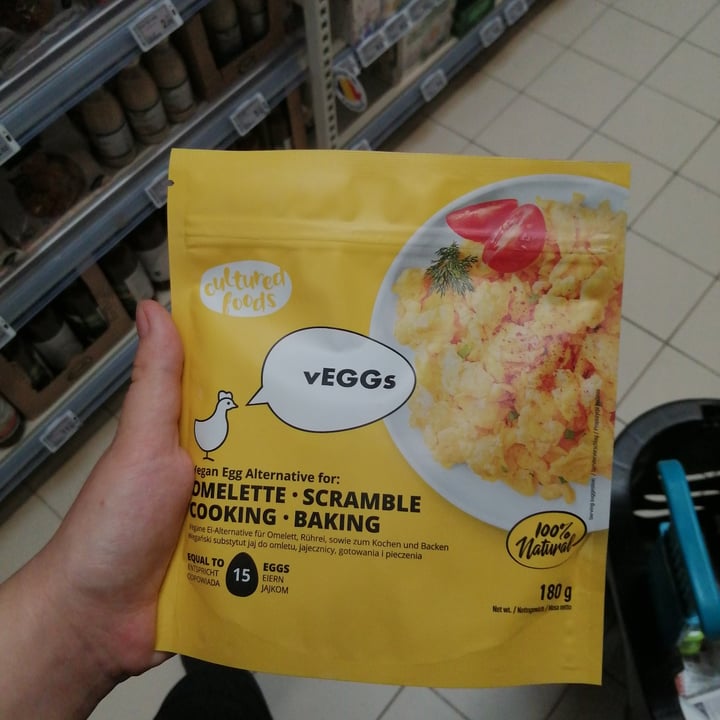 cultured
foods
vEGGs
Vegan Egg Alternative for:
OMELETTE · SCRAMBLE
COOKING · BAKING
Vegane Ei-Alternative für Omelett, Rührei, sowie zum Kochen und Backen
Wegański substytut jaj do omletu, jajecznicy, gotowania i pieczenia
EQUAL TO 15 EGGS
ENTSPRICHT EIERN
ODPOWIADA JAJKOM
100%
Natural
180 g
Net wt. / Nettogewicht / Masa netto